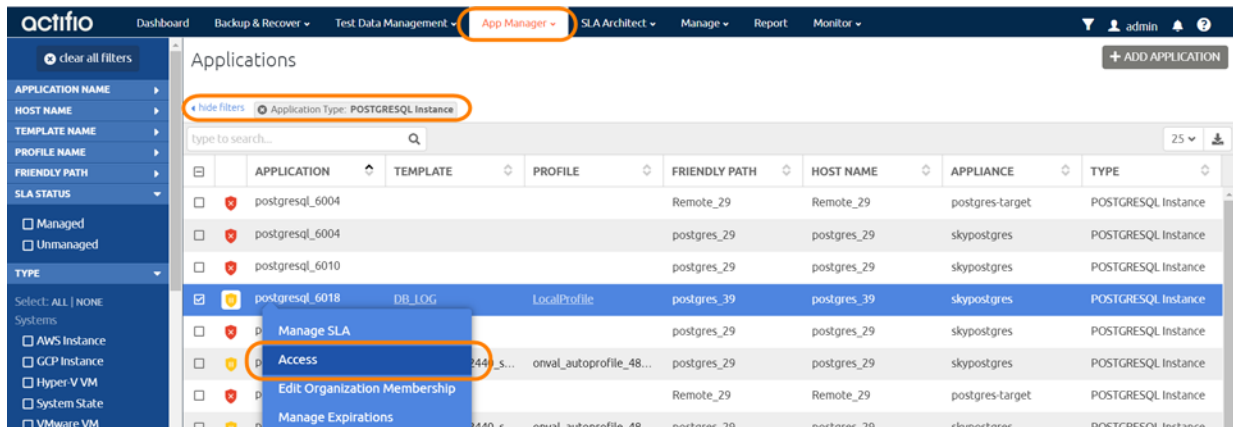 actifio Dashboard Backup & Recover Test Data Management App Manager SLA Architect Manage Report Monitor admin
clear all filters
Applications
+ ADD APPLICATION
APPLICATION NAME
HOST NAME
TEMPLATE NAME
PROFILE NAME
FRIENDLY PATH
SLA STATUS
Managed
Unmanaged
TYPE
Select: ALL | NONE
Systems
AWS Instance
GCP Instance
Hyper-V VM
System State
VMware VM
hide filters Application Type: POSTGRESQL Instance
type to search...
25
APPLICATION TEMPLATE PROFILE FRIENDLY PATH HOST NAME APPLIANCE TYPE
postgresql_6004 Remote_29 Remote_29 postgres-target POSTGRESQL Instance
postgresql_6004 postgres_29 postgres_29 skypostgres POSTGRESQL Instance
postgresql_6010 postgres_29 postgres_29 skypostgres POSTGRESQL Instance
postgresql_6018 DB_LOG LocalProfile postgres_39 postgres_39 skypostgres POSTGRESQL Instance
postgres_29 postgres_29 skypostgres POSTGRESQL Instance
2440_s... onval_autoprofile_48... postgres_29 postgres_29 skypostgres POSTGRESQL Instance
Remote_29 Remote_29 postgres-target POSTGRESQL Instance
Manage SLA
Access
Edit Organization Membership
Manage Expirations